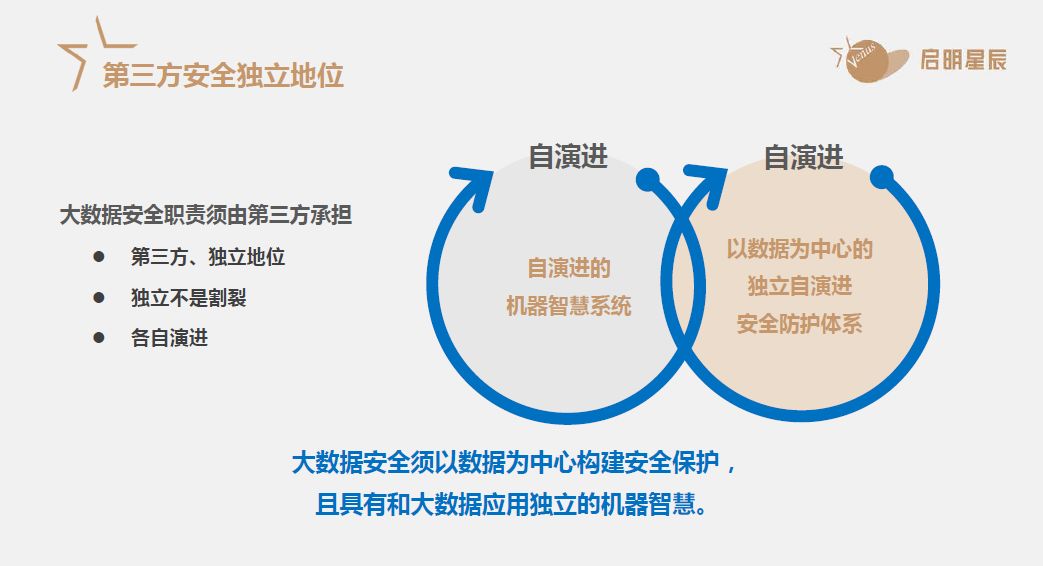 第三方安全独立地位
Venus
启明星辰
大数据安全职责须由第三方承担
● 第三方、独立地位
● 独立不是割裂
● 各自演进
自演进
自演进的
机器智慧系统
自演进
以数据为中心的
独立自演进
安全防护体系
大数据安全须以数据为中心构建安全保护，
且具有和大数据应用独立的机器智慧。